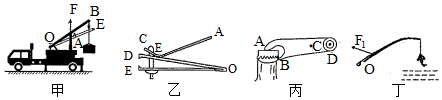 F B E O A
C E A D E O
A B C D
F₁ O
甲 乙 丙 丁